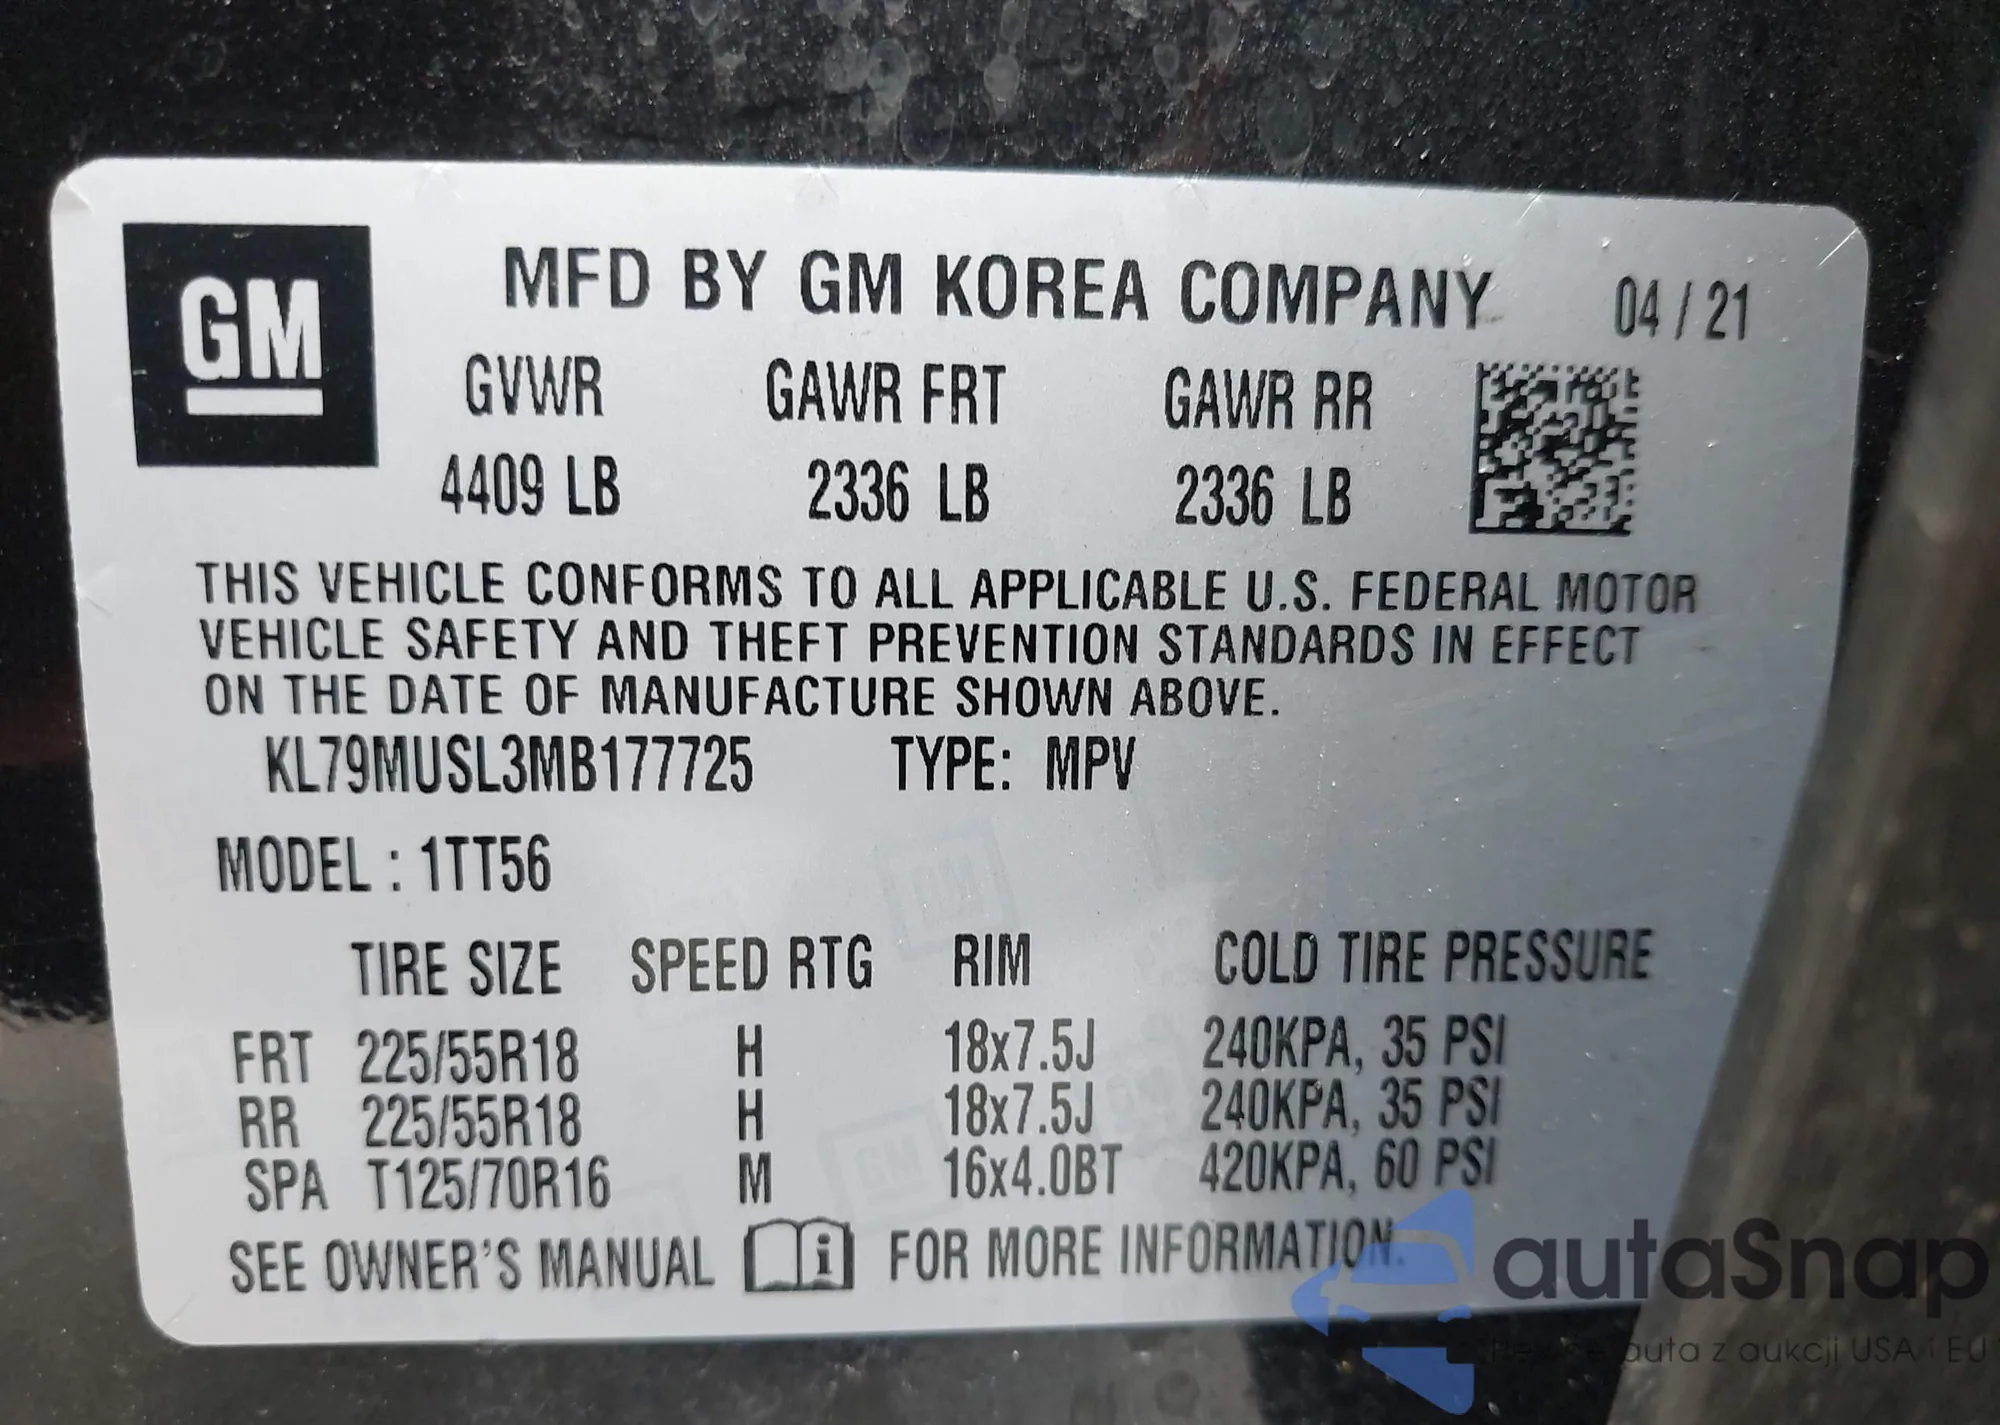 GM
MFD BY GM KOREA COMPANY 04 / 21
GVWR GAWR FRT GAWR RR
4409 LB 2336 LB 2336 LB
THIS VEHICLE CONFORMS TO ALL APPLICABLE U.S. FEDERAL MOTOR
VEHICLE SAFETY AND THEFT PREVENTION STANDARDS IN EFFECT
ON THE DATE OF MANUFACTURE SHOWN ABOVE.
KL79MUSL3MB177725 TYPE: MPV
MODEL : 1TT56
TIRE SIZE SPEED RTG RIM COLD TIRE PRESSURE
FRT 225/55R18 H 18x7.5J 240KPA, 35 PSI
RR 225/55R18 H 18x7.5J 240KPA, 35 PSI
SPA T125/70R16 M 16x4.0BT 420KPA, 60 PSI
SEE OWNER'S MANUAL i FOR MORE INFORMATION.
autaSnap
auta z aukcji USA i EU